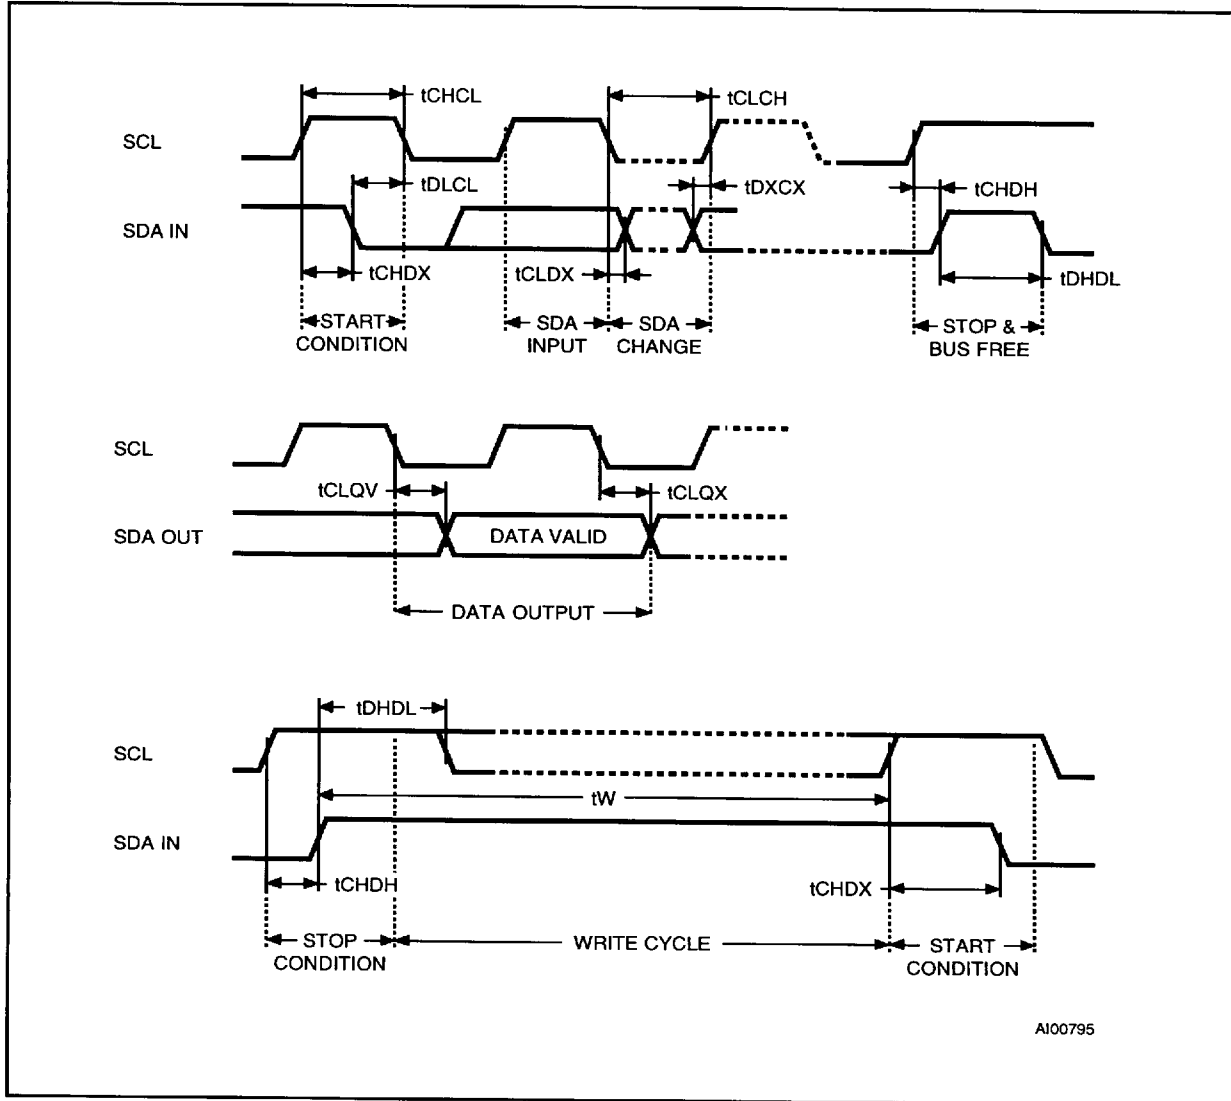 tCHCL
tCLCH
SCL
tDLCL
tDXCX
tCHDH
SDA IN
tCHDX
tCLDX
tDHDL
START
CONDITION
SDA
INPUT
SDA
CHANGE
STOP &
BUS FREE
SCL
tCLQV
tCLQX
SDA OUT
DATA VALID
DATA OUTPUT
tDHDL
SCL
tW
SDA IN
tCHDH
tCHDX
STOP
CONDITION
WRITE CYCLE
START
CONDITION
AI00795